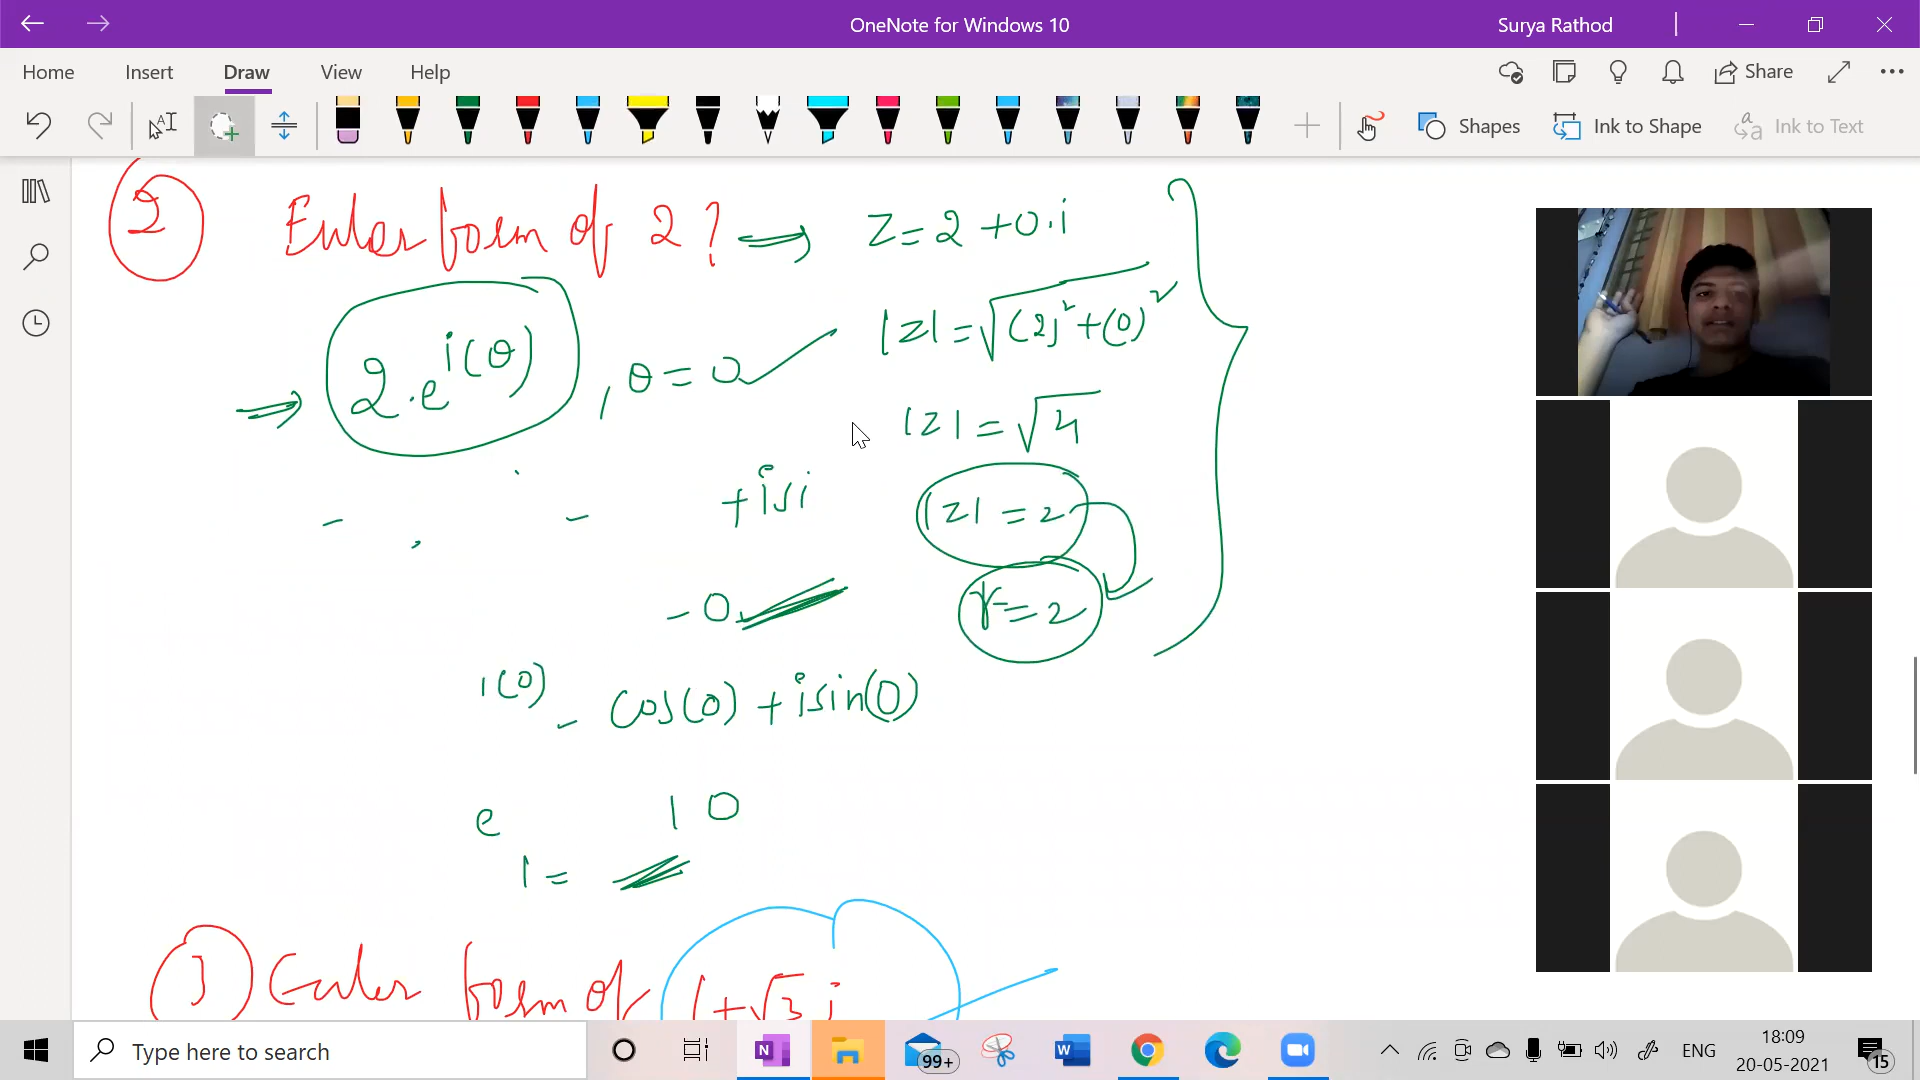 OneNote for Windows 10
Surya Rathod
Home Insert Draw View Help
Share
Shapes Ink to Shape Ink to Text
2 Euler form of 2 ? ⇒ z = 2 + 0·i
|z| = √(2)² + (0)²
⇒ 2·e^i(θ) , θ = 0
|z| = √4
+ isi
|z| = 2
- 0
r = 2
i(0) - cos(0) + isin(0)
e 1 0
1 =
3 Euler form of 1+√3 i
Type here to search
99+
ENG
18:09
20-05-2021
15